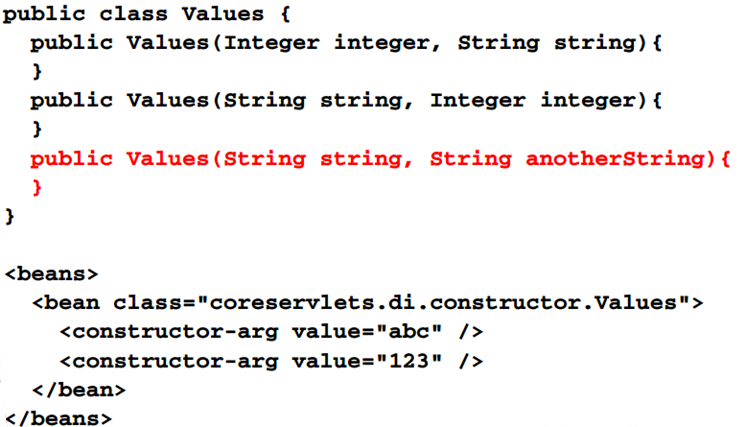 public class Values {
public Values(Integer integer, String string){
}
public Values(String string, Integer integer){
}
public Values(String string, String anotherString){
}
}
<beans>
<bean class="coreservlets.di.constructor.Values">
<constructor-arg value="abc" />
<constructor-arg value="123" />
</bean>
</beans>